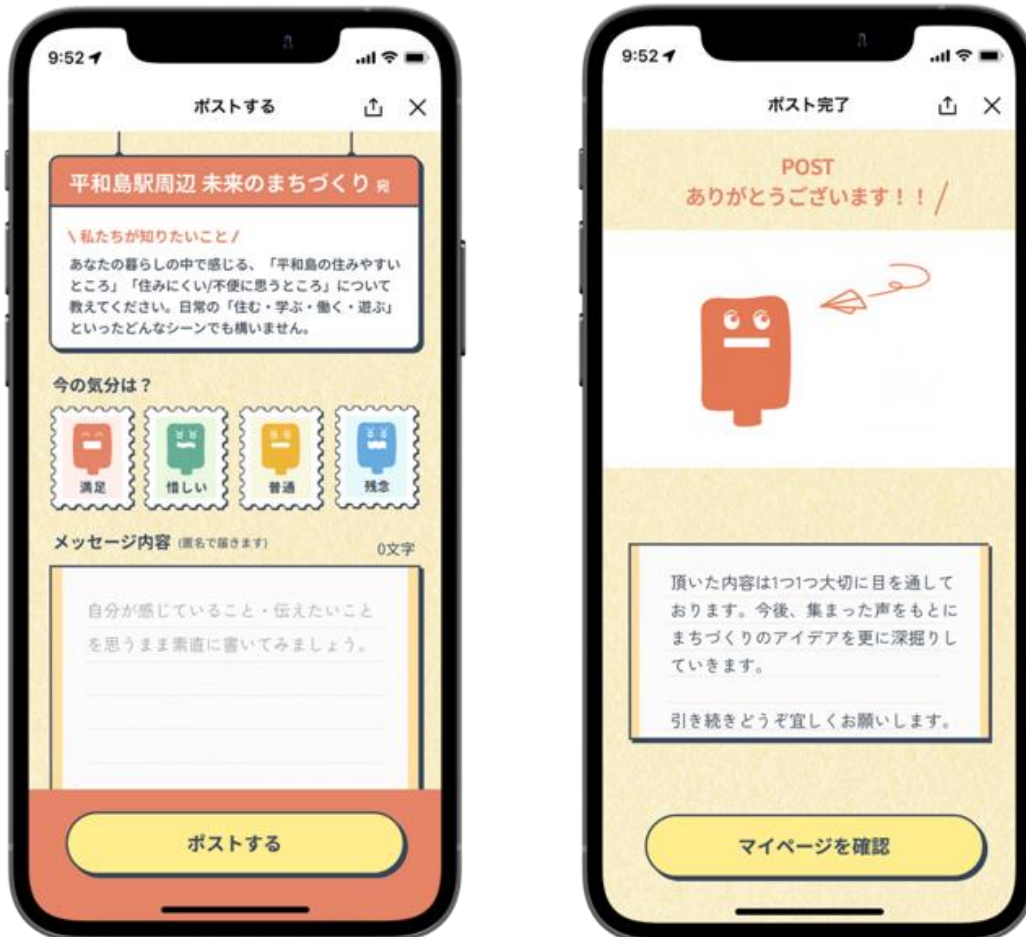 9:52
ポストする
平和島駅周辺 未来のまちづくり 宛
\ 私たちが知りたいこと /
あなたの暮らしの中で感じる、「平和島の住みやすい
ところ」「住みにくい/不便に思うところ」について
教えてください。日常の「住む・学ぶ・働く・遊ぶ」
といったどんなシーンでも構いません。
今の気分は?
満足
惜しい
普通
残念
メッセージ内容 (匿名で届きます)
0文字
自分が感じていること・伝えたいこと
を思うまま素直に書いてみましょう。
ポストする
9:52
ポスト完了
POST
ありがとうございます!! /
頂いた内容は1つ1つ大切に目を通して
おります。今後、集まった声をもとに
まちづくりのアイデアを更に深掘りし
ていきます。
引き続きどうぞ宜しくお願いします。
マイページを確認